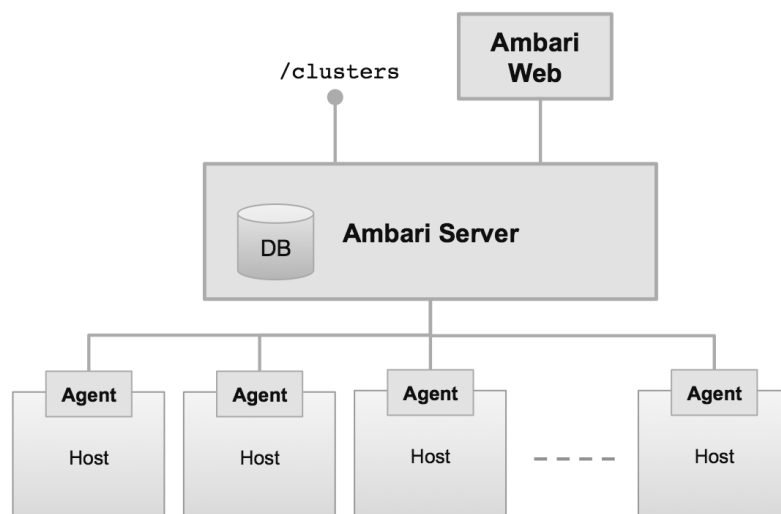 Ambari
Web
/clusters
DB
Ambari Server
Agent
Agent
Agent
Agent
Host
Host
Host
Host